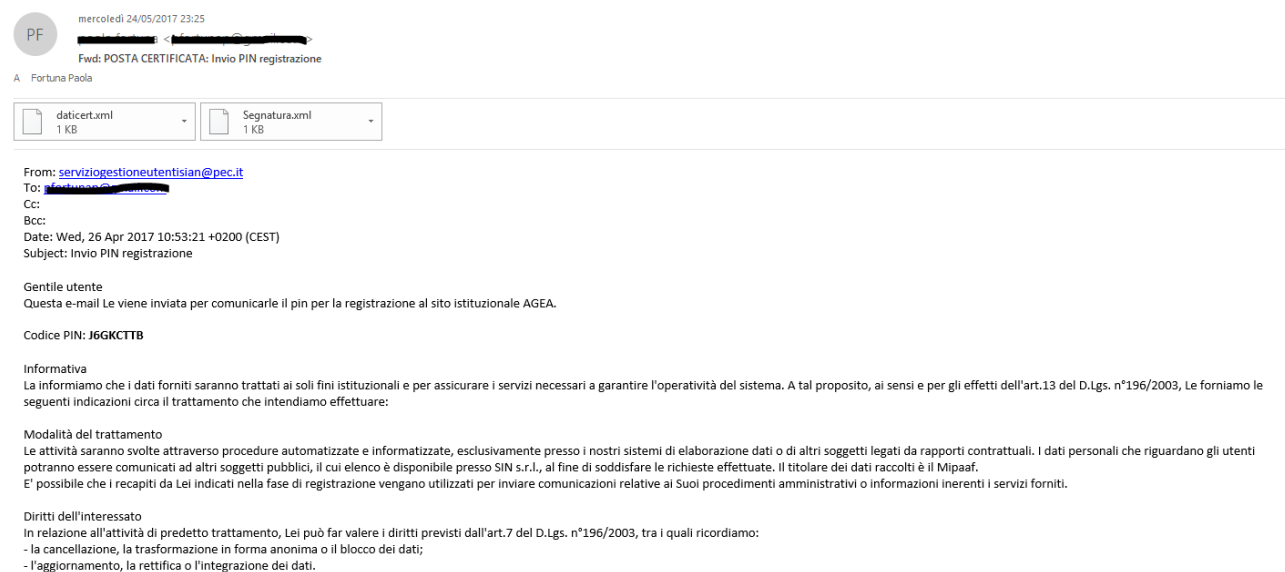 mercoledì 24/05/2017 23:25
PF
Fwd: POSTA CERTIFICATA: Invio PIN registrazione
A Fortuna Paola
daticert.xml
1 KB
Segnatura.xml
1 KB
From: serviziogestioneutentisian@pec.it
To:
Cc:
Bcc:
Date: Wed, 26 Apr 2017 10:53:21 +0200 (CEST)
Subject: Invio PIN registrazione
Gentile utente
Questa e-mail Le viene inviata per comunicarle il pin per la registrazione al sito istituzionale AGEA.
Codice PIN: J6GKCTTB
Informativa
La informiamo che i dati forniti saranno trattati ai soli fini istituzionali e per assicurare i servizi necessari a garantire l'operatività del sistema. A tal proposito, ai sensi e per gli effetti dell'art.13 del D.Lgs. n°196/2003, Le forniamo le
seguenti indicazioni circa il trattamento che intendiamo effettuare:
Modalità del trattamento
Le attività saranno svolte attraverso procedure automatizzate e informatizzate, esclusivamente presso i nostri sistemi di elaborazione dati o di altri soggetti legati da rapporti contrattuali. I dati personali che riguardano gli utenti
potranno essere comunicati ad altri soggetti pubblici, il cui elenco è disponibile presso SIN s.r.l., al fine di soddisfare le richieste effettuate. Il titolare dei dati raccolti è il Mipaaf.
E' possibile che i recapiti da Lei indicati nella fase di registrazione vengano utilizzati per inviare comunicazioni relative ai Suoi procedimenti amministrativi o informazioni inerenti i servizi forniti.
Diritti dell'interessato
In relazione all'attività di predetto trattamento, Lei può far valere i diritti previsti dall'art.7 del D.Lgs. n°196/2003, tra i quali ricordiamo:
- la cancellazione, la trasformazione in forma anonima o il blocco dei dati;
- l'aggiornamento, la rettifica o l'integrazione dei dati.